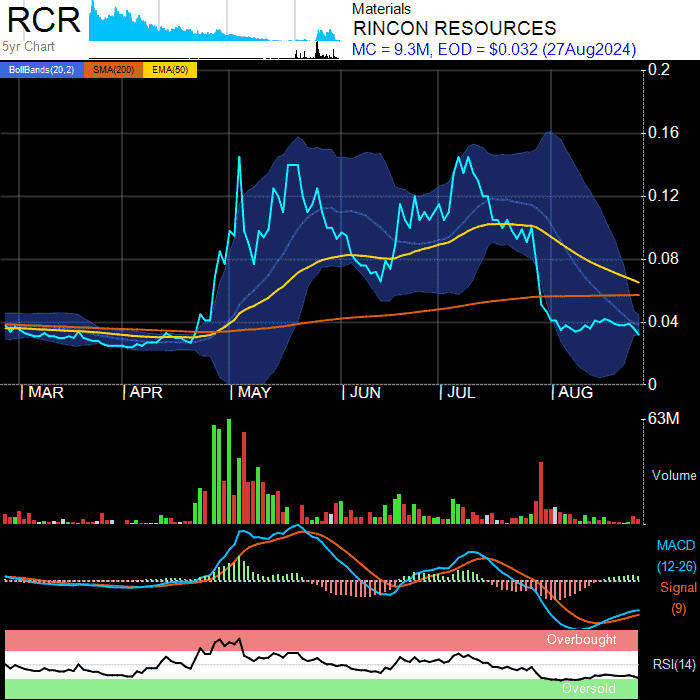 RCR
5yr Chart
Materials
RINCON RESOURCES
MC = 9.3M, EOD = $0.032 (27Aug2024)
BollBands(20,2) SMA(200) EMA(50)
0.2
0.16
0.12
0.08
0.04
0
MAR APR MAY JUN JUL AUG
63M
Volume
MACD
(12-26)
Signal
(9)
Overbought
RSI(14)
Oversold